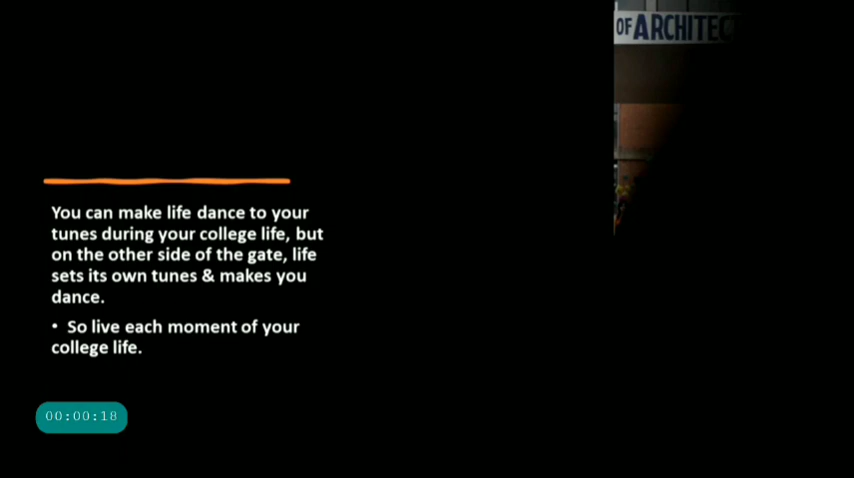 OF ARCHITEC
You can make life dance to your
tunes during your college life, but
on the other side of the gate, life
sets its own tunes & makes you
dance.
• So live each moment of your
college life.
00:00:18